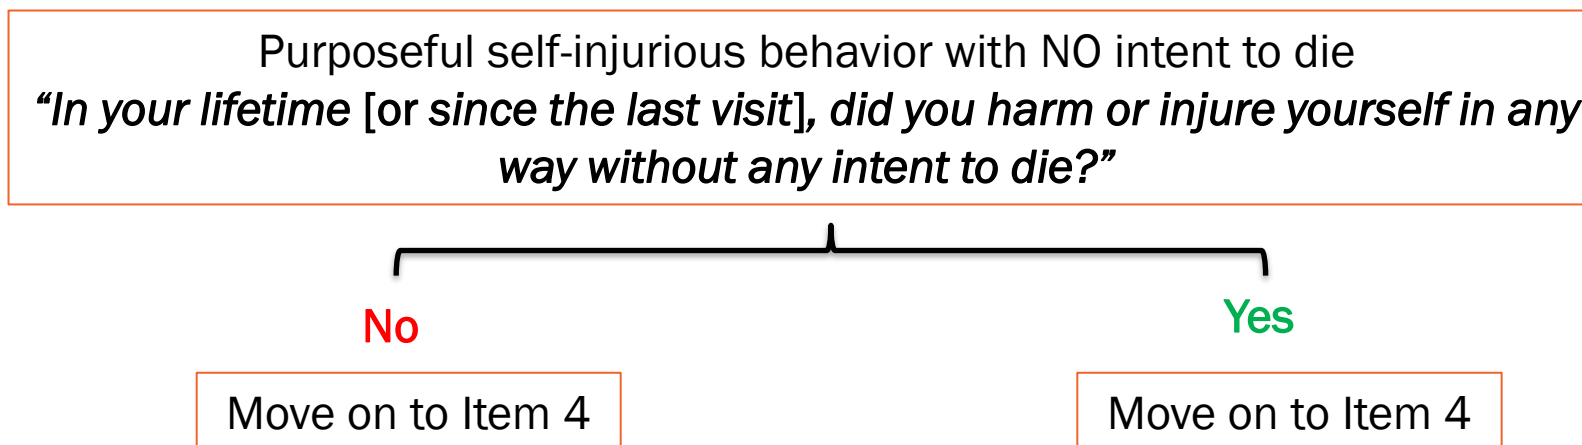 Purposeful self-injurious behavior with NO intent to die
“In your lifetime [or since the last visit], did you harm or injure yourself in any
way without any intent to die?”
No
Yes
Move on to Item 4
Move on to Item 4